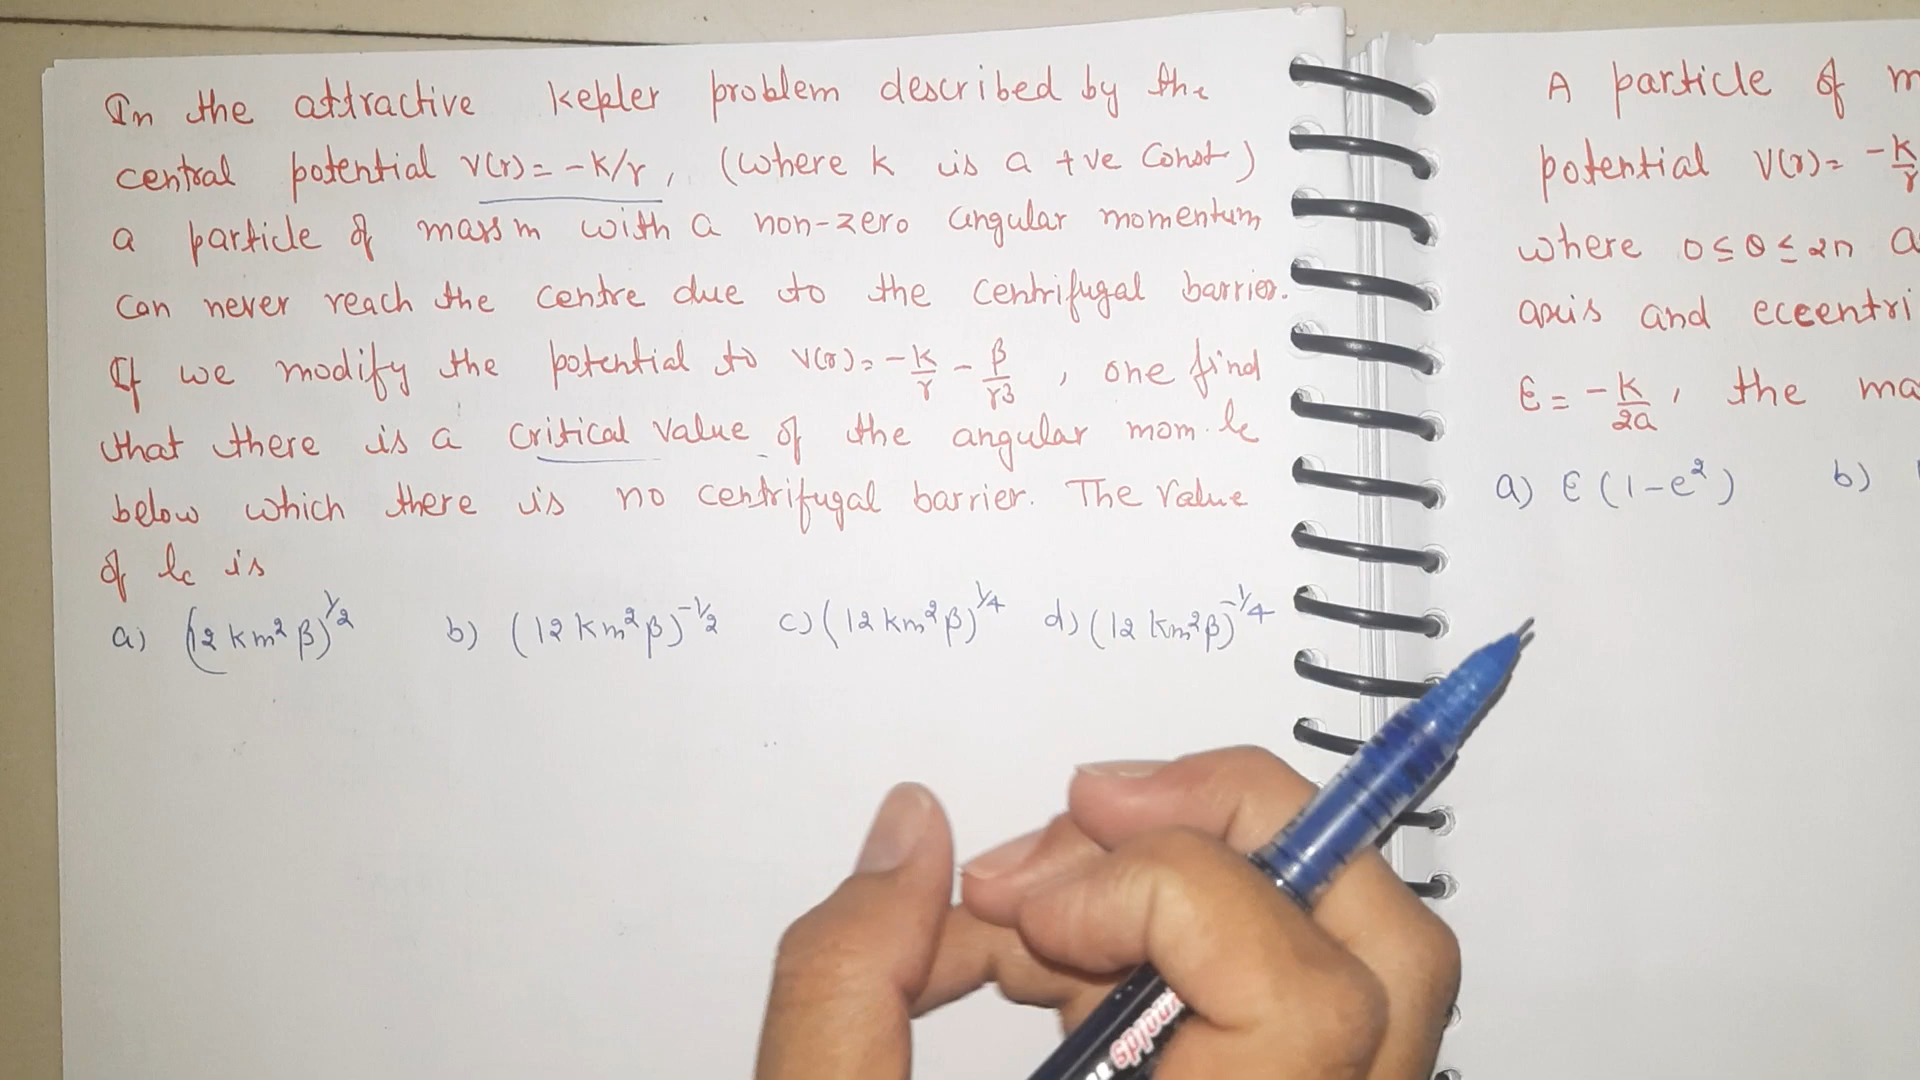 In the attractive kepler problem described by the
central potential V(r) = -K/r, (where k is a +ve Const)
a particle of mass m with a non-zero angular momentum
can never reach the centre due to the centrifugal barrier.
If we modify the potential to V(r) = -K/r - β/r3, one find
that there is a critical value of the angular mom. lc
below which there is no centrifugal barrier. The Value
of lc is
a) (12 km² β)^1/2 b) (12 km² β)^-1/2 c) (12 km² β)^1/4 d) (12 km² β)^-1/4
A particle of m
potential V(r) = -K/r
where 0 ≤ θ ≤ 2π a
axis and eccentri
E = -K/2a, the ma
a) E (1-e²) b)